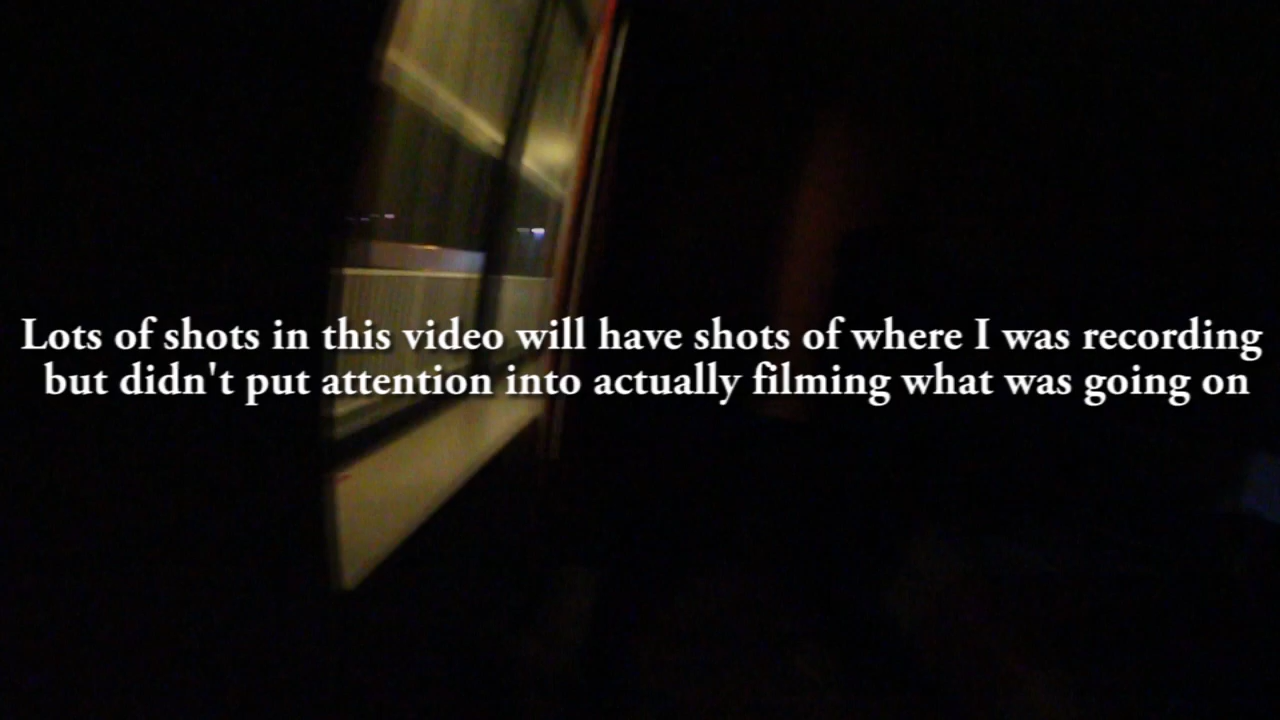 Lots of shots in this video will have shots of where I was recording
but didn't put attention into actually filming what was going on